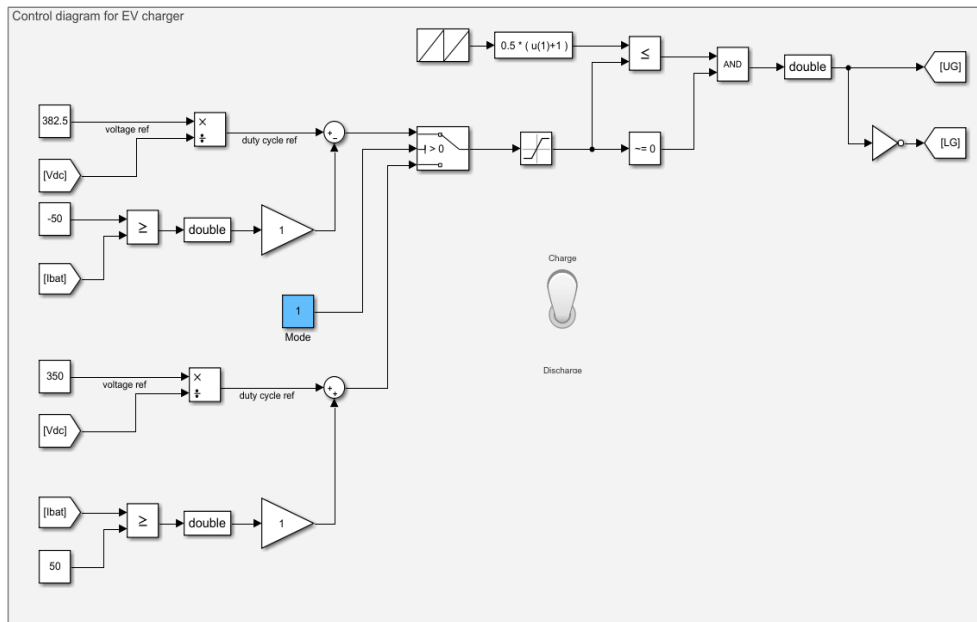 Control diagram for EV charger
0.5 * ( u(1)+1 )
≤
AND
double
[UG]
382.5
voltage ref
×
÷
duty cycle ref
+
−
> 0
~= 0
[LG]
[Vdc]
-50
≥
double
1
[Ibat]
Charge
1
Mode
Discharge
350
voltage ref
×
÷
duty cycle ref
+
+
[Vdc]
[Ibat]
≥
double
1
50